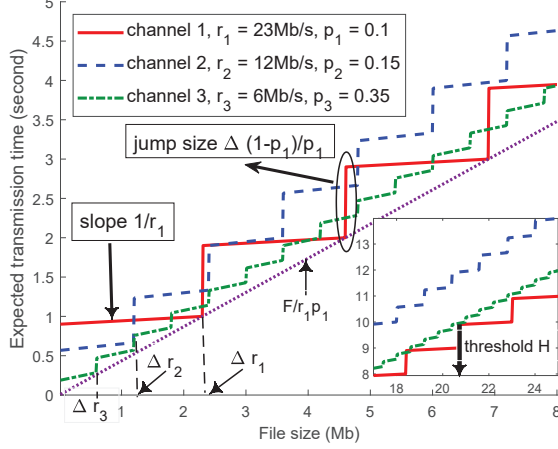 channel 1, r1 = 23Mb/s, p1 = 0.1
channel 2, r2 = 12Mb/s, p2 = 0.15
channel 3, r3 = 6Mb/s, p3 = 0.35
jump size Δ (1-p1)/p1
slope 1/r1
F/r1p1
Δ r1
Δ r2
Δ r3
threshold H
Expected transmission time (second)
File size (Mb)
5
4.5
4
3.5
3
2.5
2
1.5
1
0.5
0
1 2 3 4 5 6 7 8
13
12
11
10
9
8
18 20 22 24 25